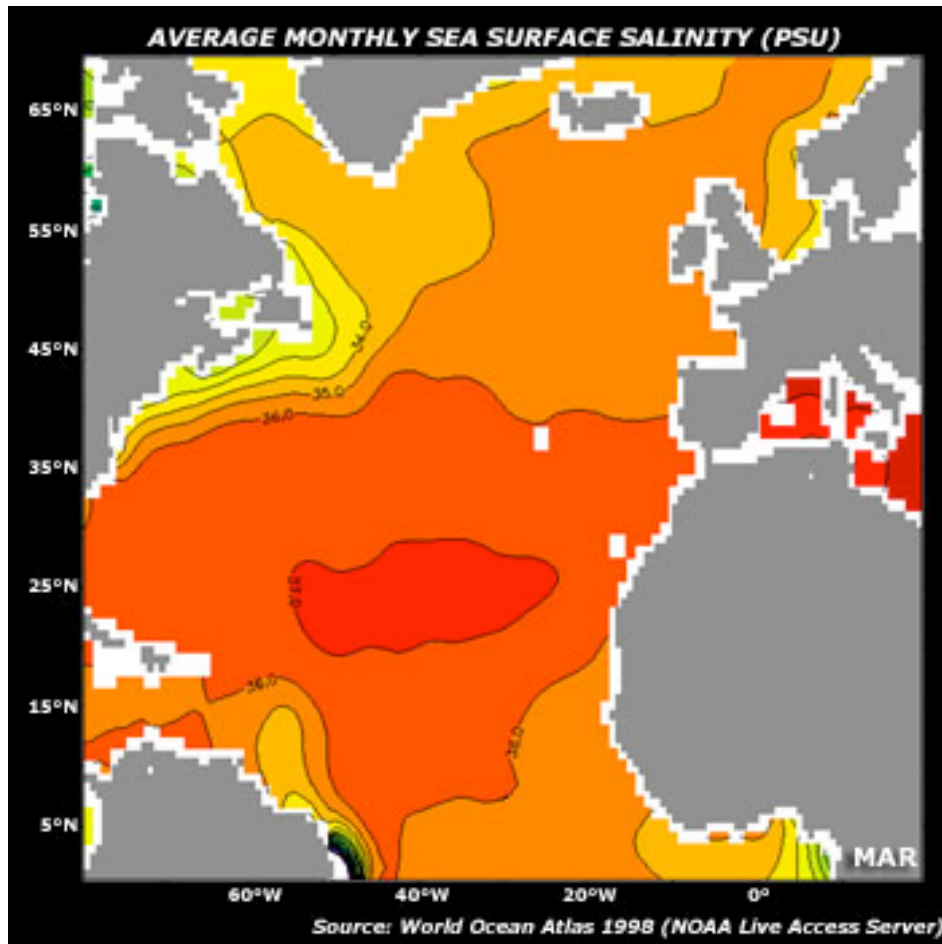 AVERAGE MONTHLY SEA SURFACE SALINITY (PSU)
65°N
55°N
34.0
45°N
35.0
36.0
35°N
37.0
25°N
36.0
15°N
36.0
5°N
MAR
60°W 40°W 20°W 0°
Source: World Ocean Atlas 1998 (NOAA Live Access Server)